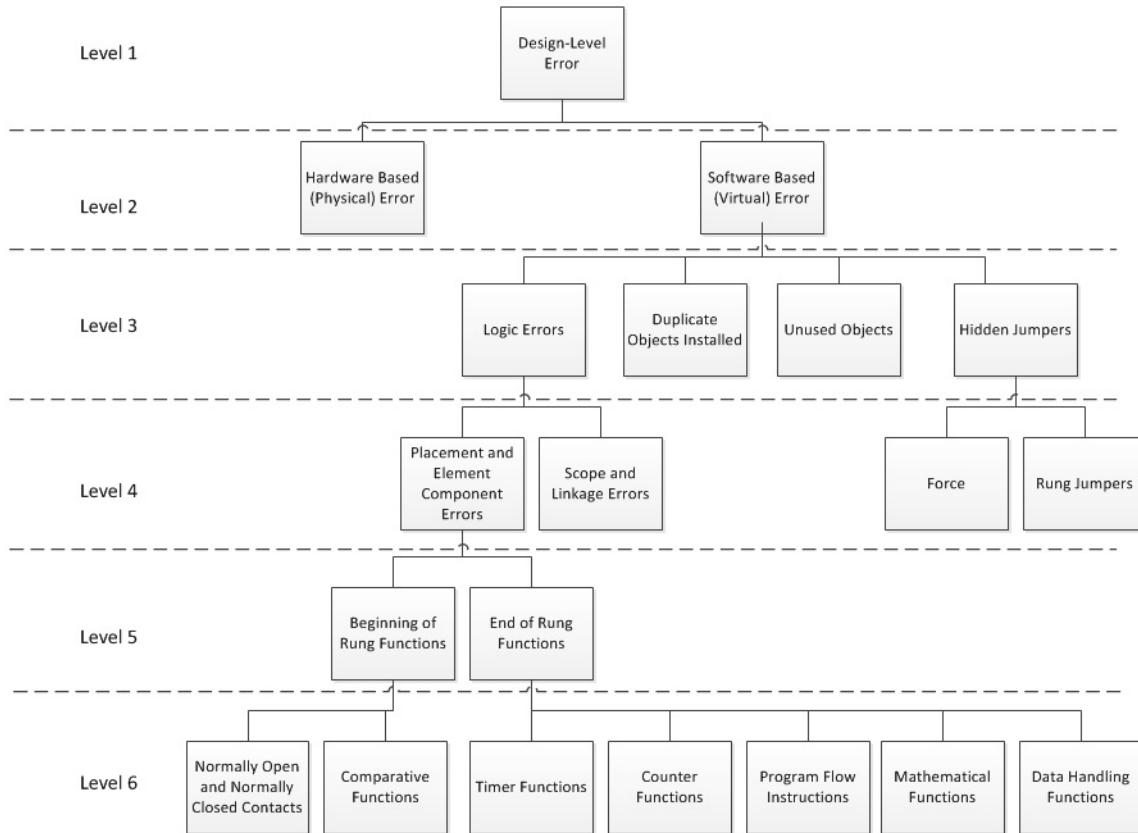 Level 1
Design-Level
Error
Level 2
Hardware Based
(Physical) Error
Software Based
(Virtual) Error
Level 3
Logic Errors
Duplicate
Objects Installed
Unused Objects
Hidden Jumpers
Level 4
Placement and
Element
Component
Errors
Scope and
Linkage Errors
Force
Rung Jumpers
Level 5
Beginning of
Rung Functions
End of Rung
Functions
Level 6
Normally Open
and Normally
Closed Contacts
Comparative
Functions
Timer Functions
Counter
Functions
Program Flow
Instructions
Mathematical
Functions
Data Handling
Functions